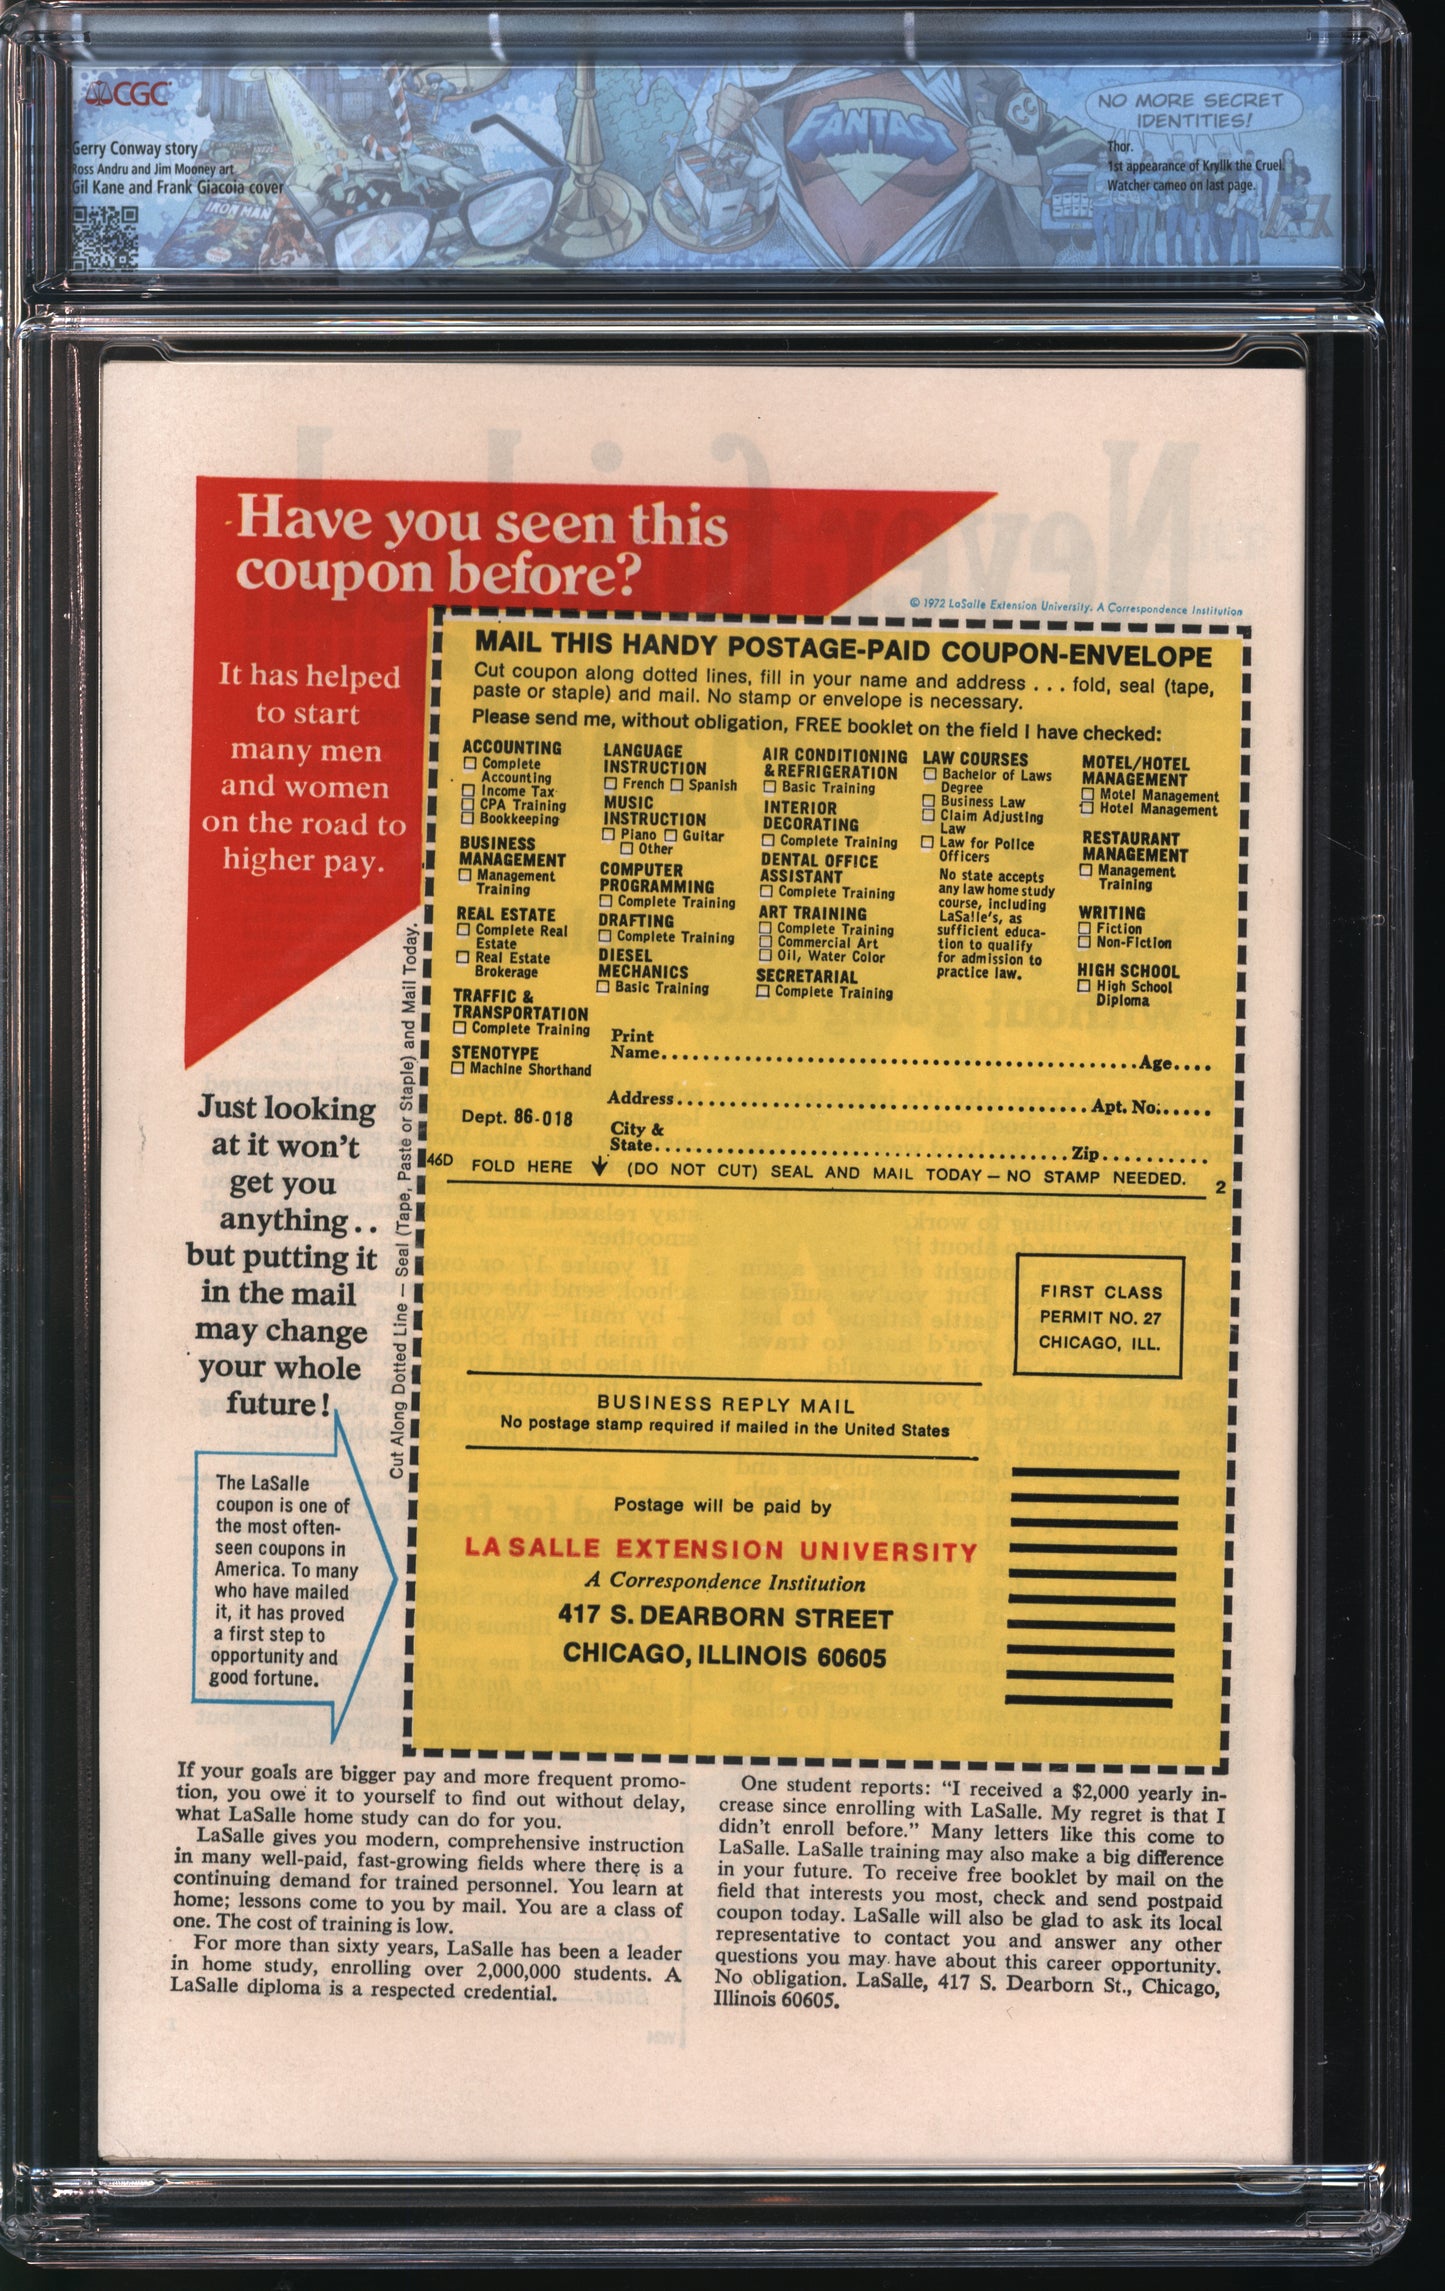 CGC
Gerry Conway story
Ross Andru and Jim Mooney art
Gil Kane and Frank Giacoia cover
IRON MAN
FANTAST
NO MORE SECRET
IDENTITIES!
Thor.
1st appearance of Kryllk the Cruel.
Watcher cameo on last page.
Have you seen this
coupon before?
© 1972 LaSalle Extension University. A Correspondence Institution
It has helped
to start
many men
and women
on the road to
higher pay.
Just looking
at it won't
get you
anything . .
but putting it
in the mail
may change
your whole
future!
The LaSalle
coupon is one of
the most often-
seen coupons in
America. To many
who have mailed
it, it has proved
a first step to
opportunity and
good fortune.
Cut Along Dotted Line — Seal (Tape, Paste or Staple) and Mail Today.
MAIL THIS HANDY POSTAGE-PAID COUPON-ENVELOPE
Cut coupon along dotted lines, fill in your name and address . . . fold, seal (tape,
paste or staple) and mail. No stamp or envelope is necessary.
Please send me, without obligation, FREE booklet on the field I have checked:
ACCOUNTING
Complete
Accounting
Income Tax
CPA Training
Bookkeeping
BUSINESS
MANAGEMENT
Management
Training
REAL ESTATE
Complete Real
Estate
Real Estate
Brokerage
TRAFFIC &
TRANSPORTATION
Complete Training
STENOTYPE
Machine Shorthand
LANGUAGE
INSTRUCTION
French Spanish
MUSIC
INSTRUCTION
Piano Guitar
Other
COMPUTER
PROGRAMMING
Complete Training
DRAFTING
Complete Training
DIESEL
MECHANICS
Basic Training
AIR CONDITIONING
& REFRIGERATION
Basic Training
INTERIOR
DECORATING
Complete Training
DENTAL OFFICE
ASSISTANT
Complete Training
ART TRAINING
Complete Training
Commercial Art
Oil, Water Color
SECRETARIAL
Complete Training
LAW COURSES
Bachelor of Laws
Degree
Business Law
Claim Adjusting
Law
Law for Police
Officers
No state accepts
any law home study
course, including
LaSalle's, as
sufficient educa-
tion to qualify
for admission to
practice law.
MOTEL/HOTEL
MANAGEMENT
Motel Management
Hotel Management
RESTAURANT
MANAGEMENT
Management
Training
WRITING
Fiction
Non-Fiction
HIGH SCHOOL
High School
Diploma
Print
Name.......... Age....
Address.......... Apt. No......
Dept. 86-018
City &
State.......... Zip..........
46D FOLD HERE ↓ (DO NOT CUT) SEAL AND MAIL TODAY — NO STAMP NEEDED. 2
FIRST CLASS
PERMIT NO. 27
CHICAGO, ILL.
BUSINESS REPLY MAIL
No postage stamp required if mailed in the United States
Postage will be paid by
LA SALLE EXTENSION UNIVERSITY
A Correspondence Institution
417 S. DEARBORN STREET
CHICAGO, ILLINOIS 60605
If your goals are bigger pay and more frequent promo-
tion, you owe it to yourself to find out without delay,
what LaSalle home study can do for you.
LaSalle gives you modern, comprehensive instruction
in many well-paid, fast-growing fields where there is a
continuing demand for trained personnel. You learn at
home; lessons come to you by mail. You are a class of
one. The cost of training is low.
For more than sixty years, LaSalle has been a leader
in home study, enrolling over 2,000,000 students. A
LaSalle diploma is a respected credential.
One student reports: "I received a $2,000 yearly in-
crease since enrolling with LaSalle. My regret is that I
didn't enroll before." Many letters like this come to
LaSalle. LaSalle training may also make a big difference
in your future. To receive free booklet by mail on the
field that interests you most, check and send postpaid
coupon today. LaSalle will also be glad to ask its local
representative to contact you and answer any other
questions you may have about this career opportunity.
No obligation. LaSalle, 417 S. Dearborn St., Chicago,
Illinois 60605.